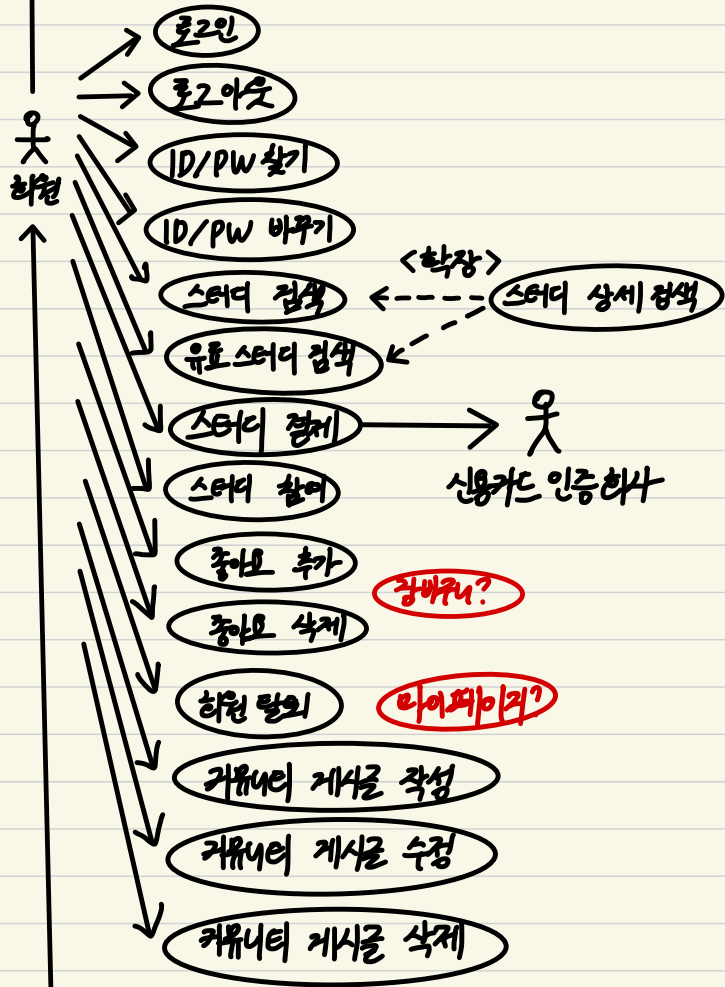 로그인
로그아웃
ID/PW 찾기
회원
ID/PW 바꾸기
<확장>
스터디 검색
스터디 상세 검색
유료 스터디 검색
스터디 결제
신용카드 인증 회사
스터디 참여
좋아요 추가
장바구니?
좋아요 삭제
회원 탈퇴
마이페이지?
커뮤니티 게시글 작성
커뮤니티 게시글 수정
커뮤니티 게시글 삭제